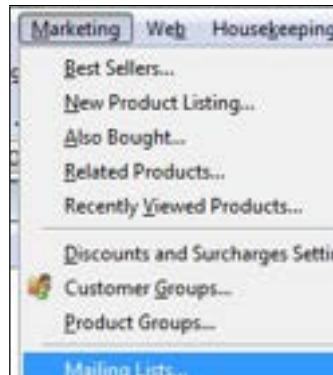 Marketing Web Housekeeping
Best Sellers...
New Product Listing...
Also Bought...
Related Products...
Recently Viewed Products...
Discounts and Surcharges Setti
Customer Groups...
Product Groups...
Mailing Lists...